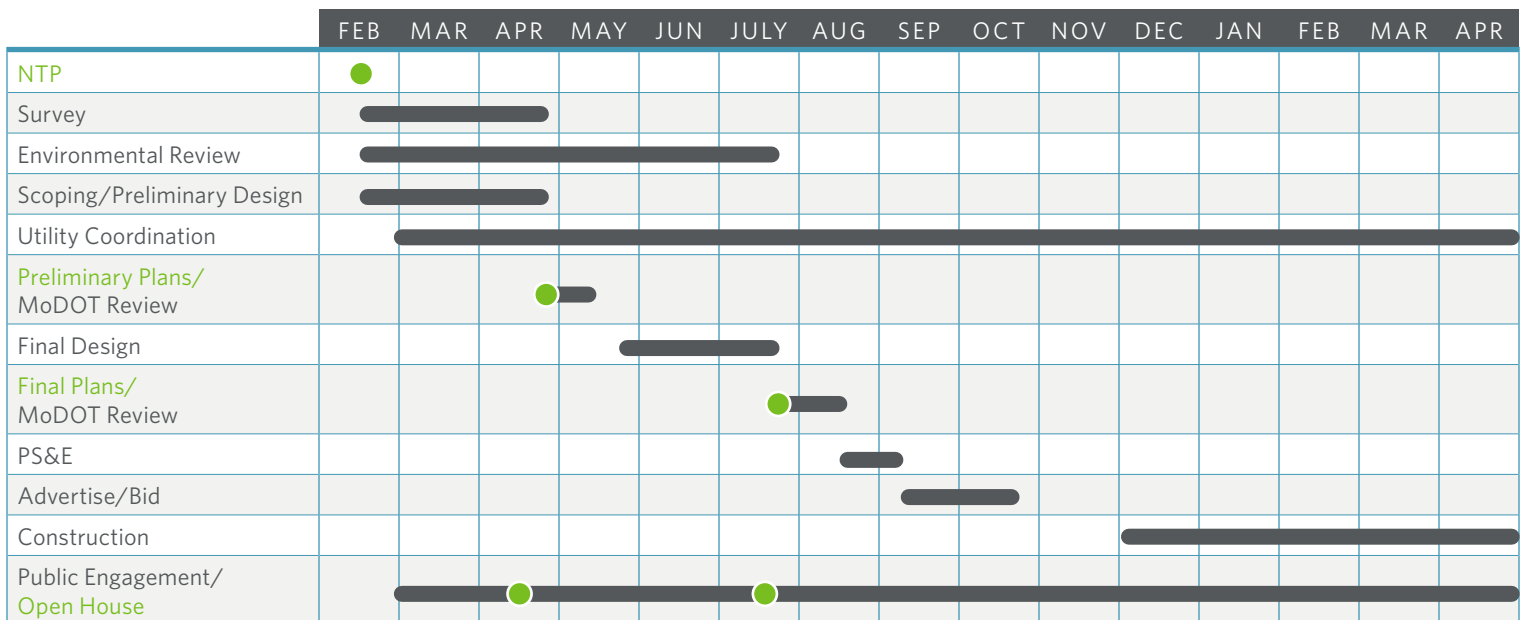 FEB MAR APR MAY JUN JULY AUG SEP OCT NOV DEC JAN FEB MAR APR
NTP
Survey
Environmental Review
Scoping/Preliminary Design
Utility Coordination
Preliminary Plans/
MoDOT Review
Final Design
Final Plans/
MoDOT Review
PS&E
Advertise/Bid
Construction
Public Engagement/
Open House